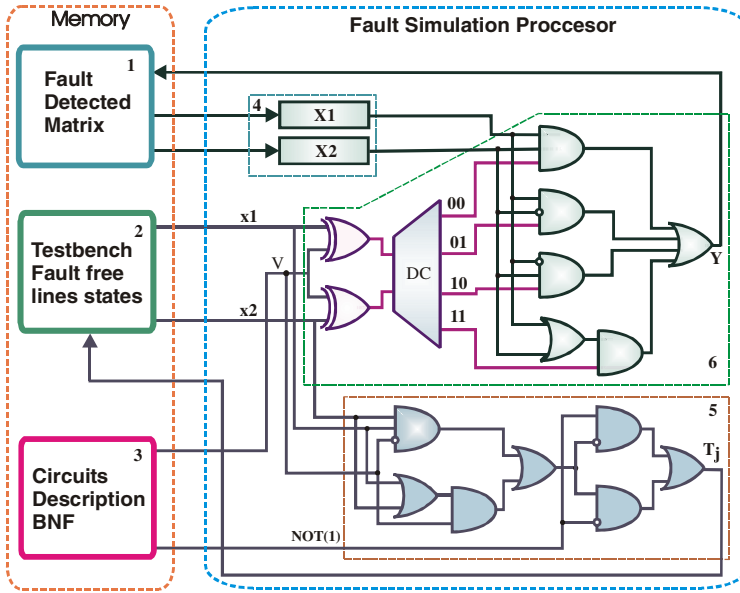 Memory
Fault Simulation Proccesor
1
Fault
Detected
Matrix
4
X1
X2
2
Testbench
Fault free
lines states
x1
x2
V
DC
00
01
10
11
Y
6
3
Circuits
Description
BNF
NOT(1)
5
Tj